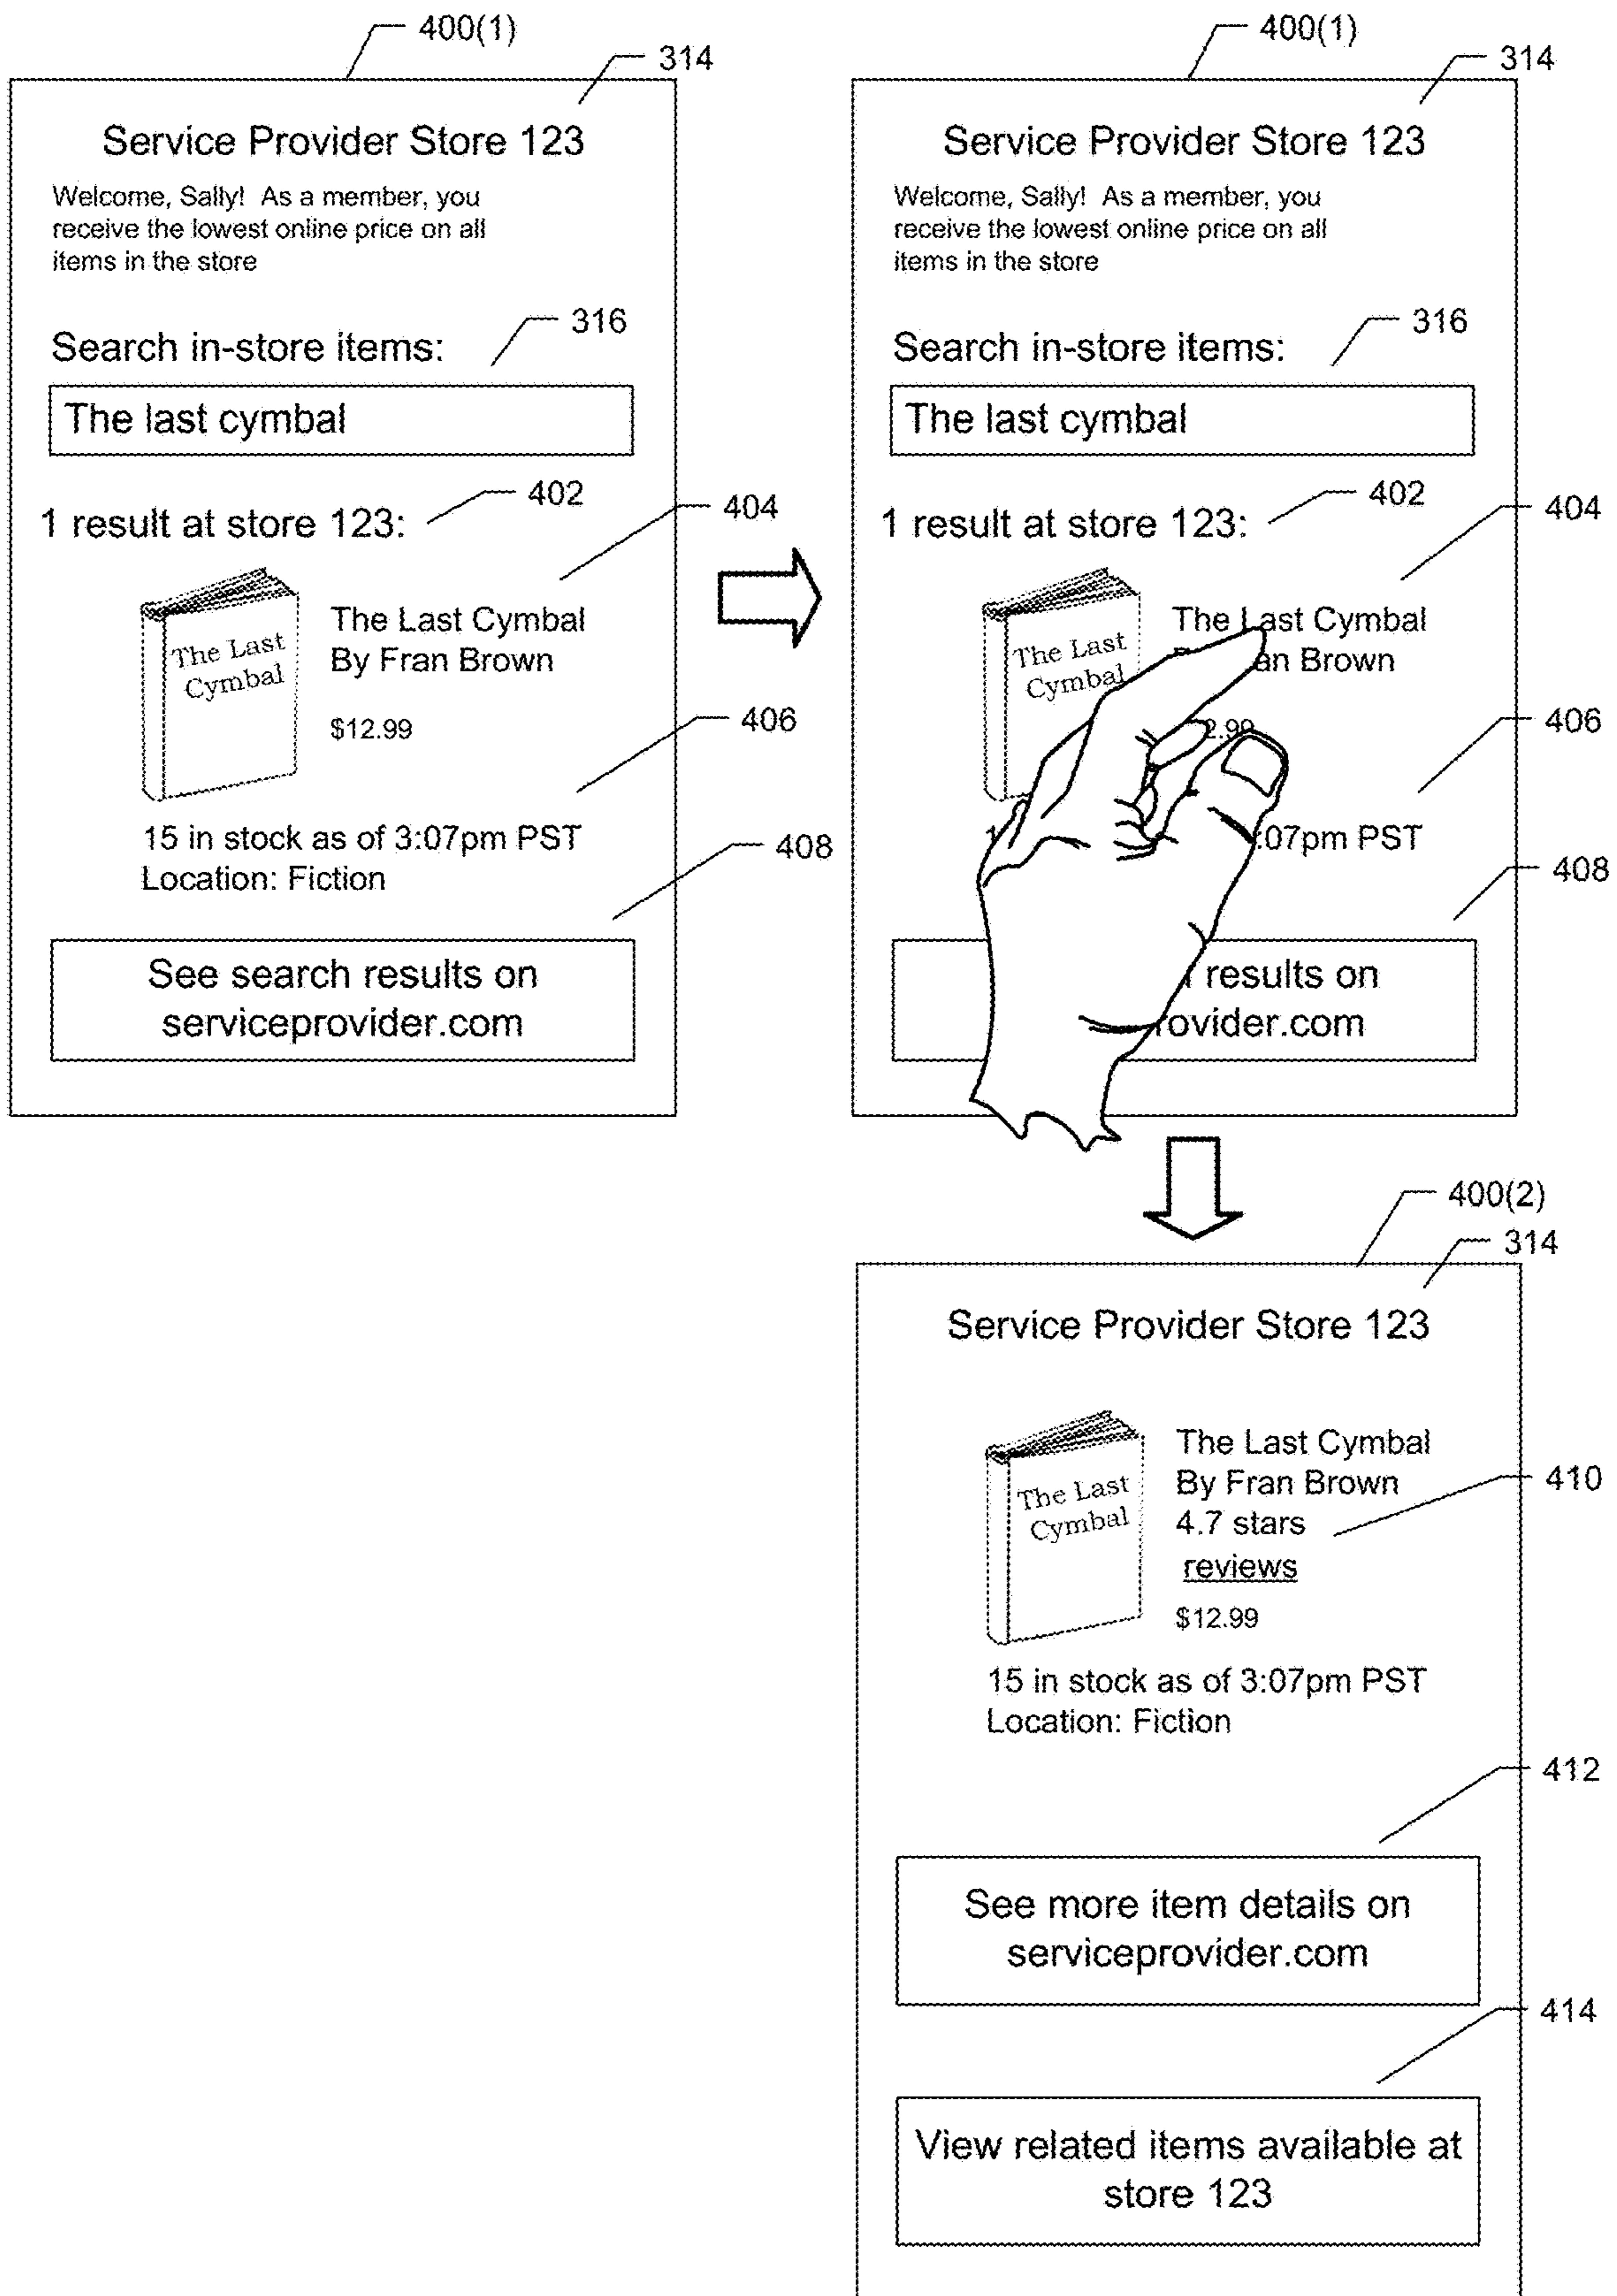 400(1)
314
Service Provider Store 123
Welcome, Sally! As a member, you
receive the lowest online price on all
items in the store
316
Search in-store items:
The last cymbal
402
1 result at store 123:
404
The Last
Cymbal
The Last Cymbal
By Fran Brown
$12.99
406
15 in stock as of 3:07pm PST
Location: Fiction
408
See search results on
serviceprovider.com
400(1)
314
Service Provider Store 123
Welcome, Sally! As a member, you
receive the lowest online price on all
items in the store
316
Search in-store items:
The last cymbal
402
1 result at store 123:
404
The Last
Cymbal
The Last Cymbal
an Brown
2.99
406
:07pm PST
408
results on
rovider.com
400(2)
314
Service Provider Store 123
The Last
Cymbal
The Last Cymbal
By Fran Brown
4.7 stars
reviews
$12.99
410
15 in stock as of 3:07pm PST
Location: Fiction
412
See more item details on
serviceprovider.com
414
View related items available at
store 123